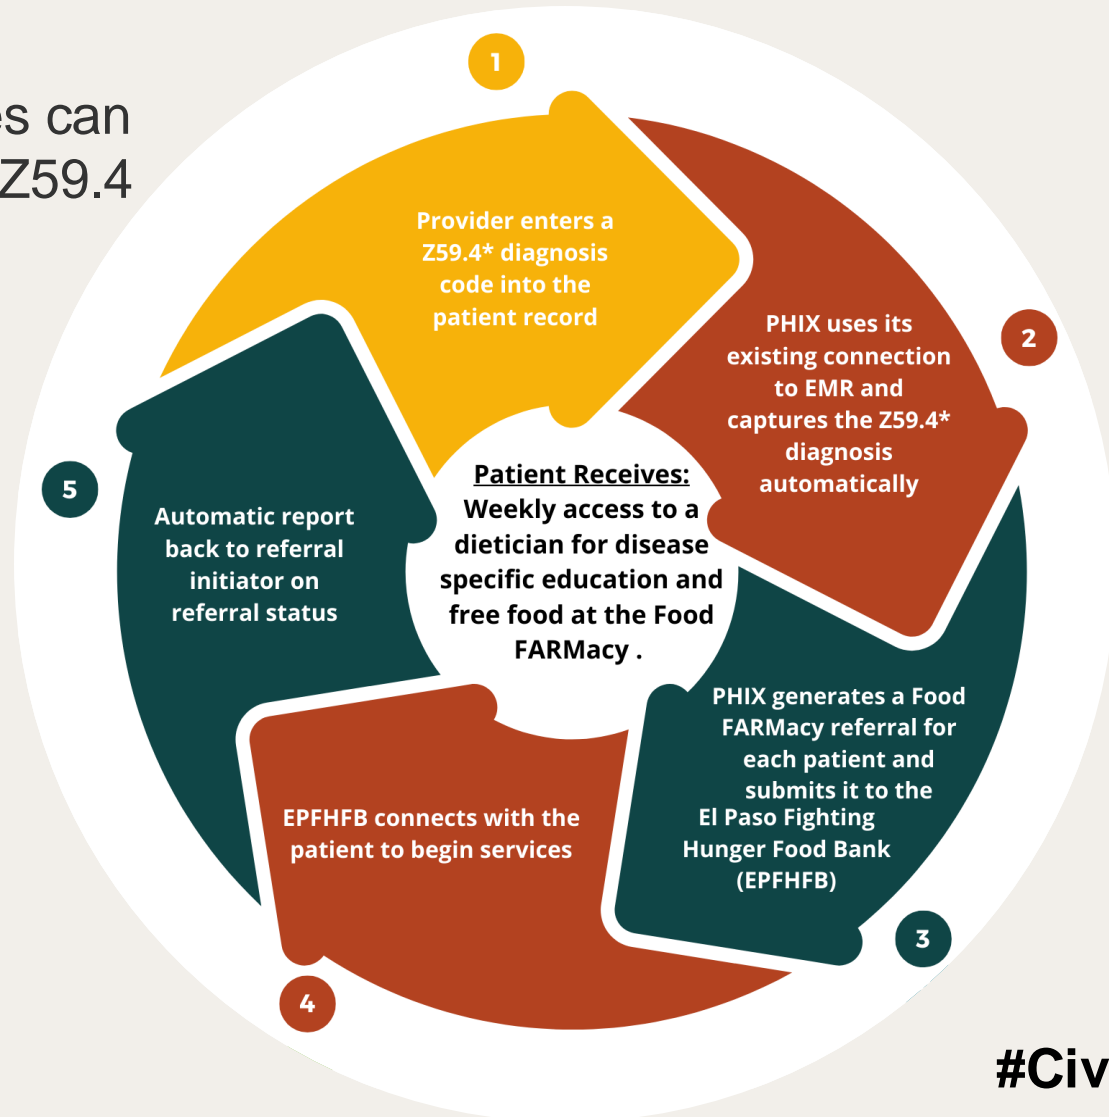 es can
Z59.4
1
Provider enters a
Z59.4* diagnosis
code into the
patient record
2
PHIX uses its
existing connection
to EMR and
captures the Z59.4*
diagnosis
automatically
PHIX generates a Food
FARMacy referral for
each patient and
submits it to the
El Paso Fighting
Hunger Food Bank
(EPFHFB)
3
EPFHFB connects with the
patient to begin services
4
5
Automatic report
back to referral
initiator on
referral status
Patient Receives:
Weekly access to a
dietician for disease
specific education and
free food at the Food
FARMacy .
#Civ